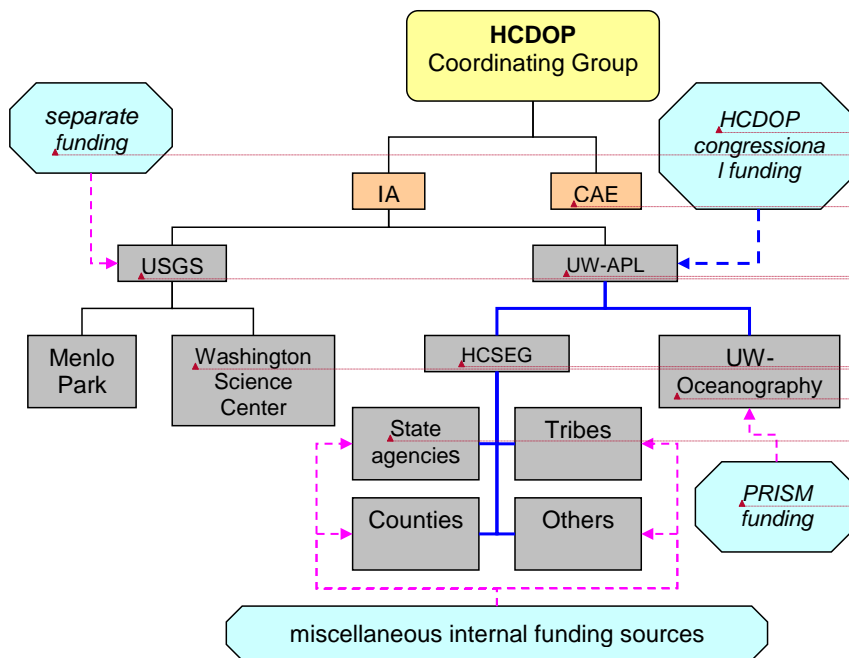 HCDOP
Coordinating Group
separate
funding
HCDOP
congressiona
l funding
IA
CAE
USGS
UW-APL
Menlo
Park
Washington
Science
Center
HCSEG
UW-
Oceanography
State
agencies
Tribes
Counties
Others
PRISM
funding
miscellaneous internal funding sources